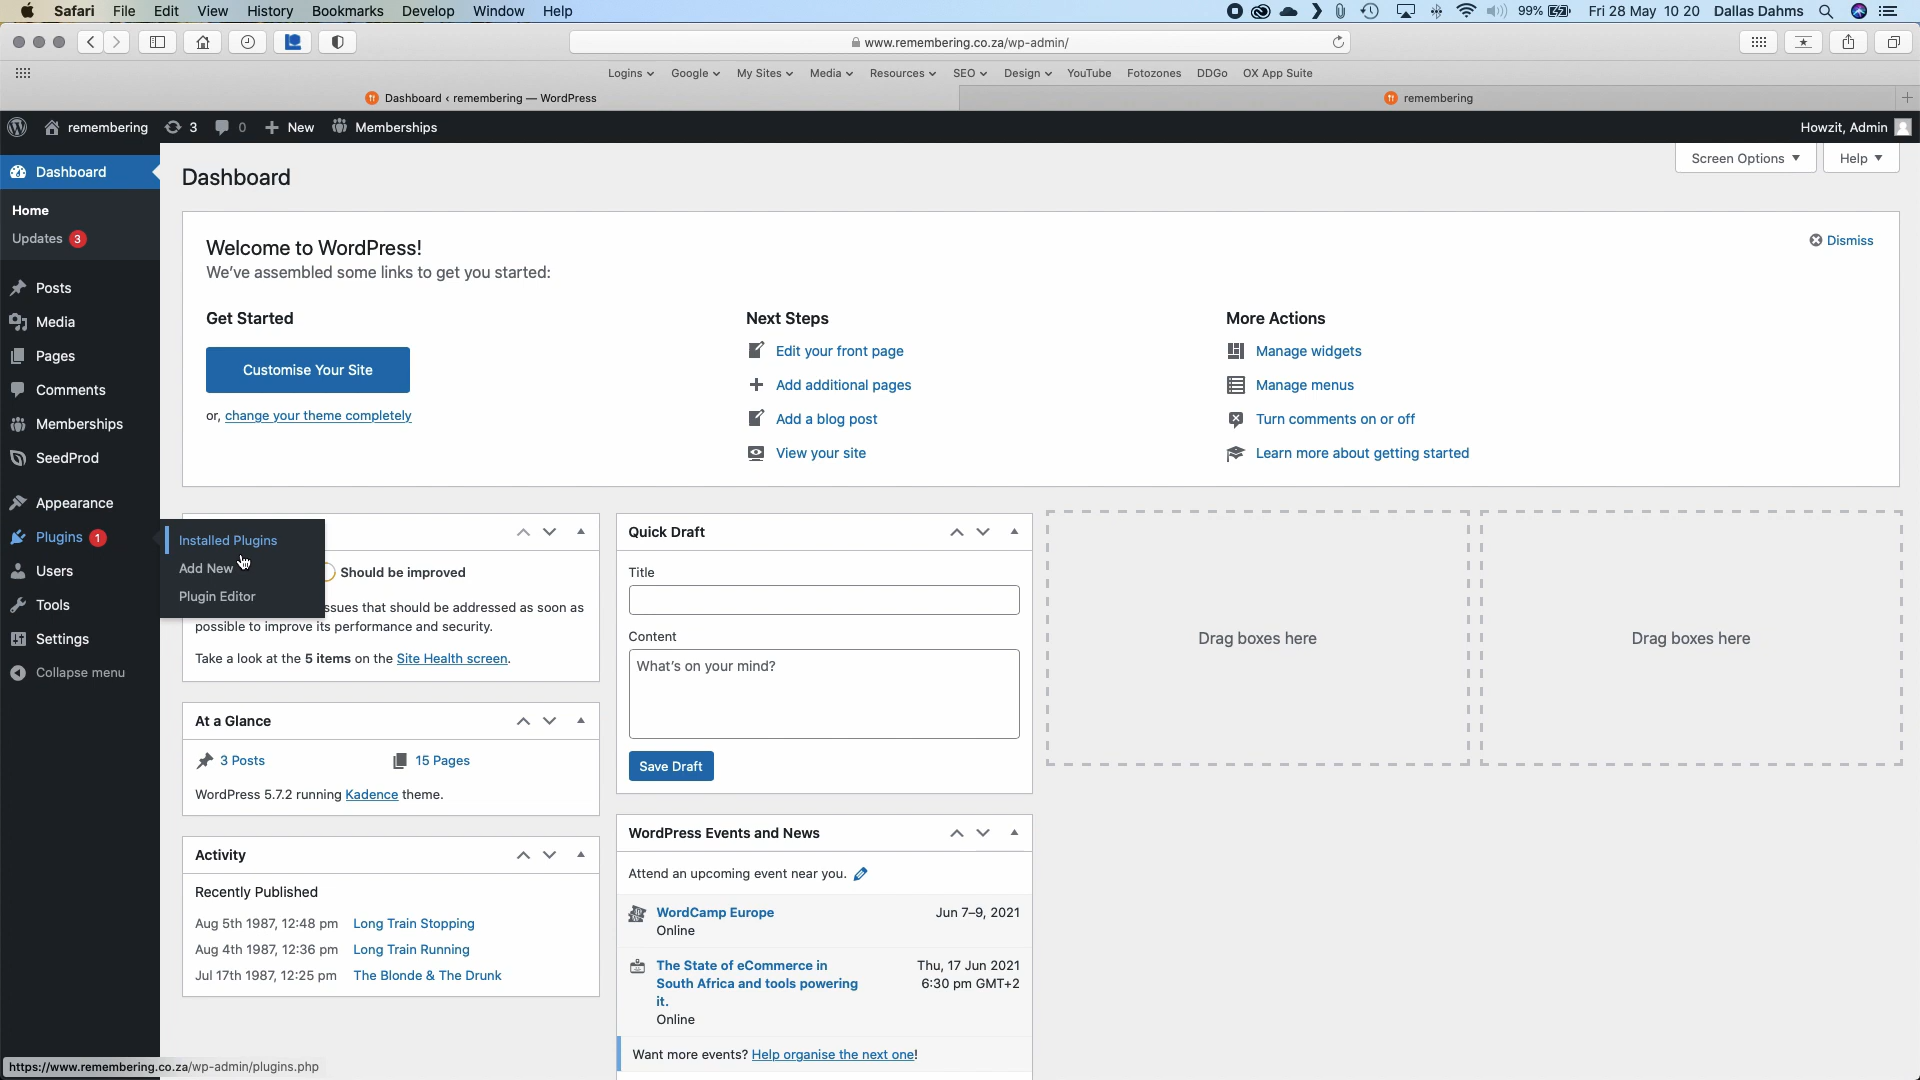 Safari File Edit View History Bookmarks Develop Window Help 99% Fri 28 May 10 20 Dallas Dahms
www.remembering.co.za/wp-admin/
Logins Google My Sites Media Resources SEO Design YouTube Fotozones DDGo OX App Suite
Dashboard ‹ remembering — WordPress remembering
remembering 3 0 New Memberships Howzit, Admin
Screen Options Help
Dashboard
Home
Updates 3
Posts
Media
Pages
Comments
Memberships
SeedProd
Appearance
Plugins 1
Users
Tools
Settings
Collapse menu
Installed Plugins
Add New
Plugin Editor
Dashboard
Welcome to WordPress!
We've assembled some links to get you started:
Dismiss
Get Started
Customise Your Site
or, change your theme completely
Next Steps
Edit your front page
Add additional pages
Add a blog post
View your site
More Actions
Manage widgets
Manage menus
Turn comments on or off
Learn more about getting started
Should be improved
ssues that should be addressed as soon as
possible to improve its performance and security.
Take a look at the 5 items on the Site Health screen.
At a Glance
3 Posts 15 Pages
WordPress 5.7.2 running Kadence theme.
Activity
Recently Published
Aug 5th 1987, 12:48 pm Long Train Stopping
Aug 4th 1987, 12:36 pm Long Train Running
Jul 17th 1987, 12:25 pm The Blonde & The Drunk
Quick Draft
Title
Content
What's on your mind?
Save Draft
WordPress Events and News
Attend an upcoming event near you.
WordCamp Europe Jun 7–9, 2021
Online
The State of eCommerce in Thu, 17 Jun 2021
South Africa and tools powering 6:30 pm GMT+2
it.
Online
Want more events? Help organise the next one!
Drag boxes here
Drag boxes here
https://www.remembering.co.za/wp-admin/plugins.php